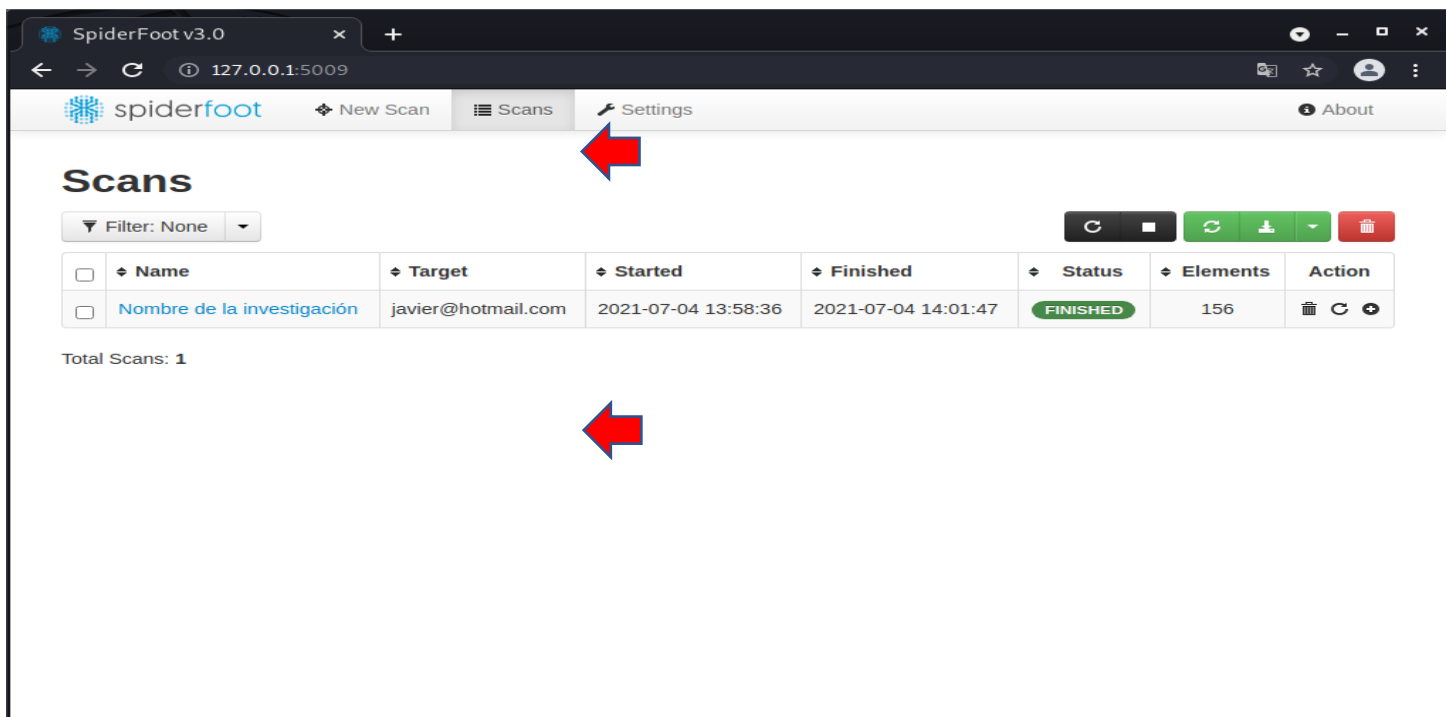 SpiderFoot v3.0
127.0.0.1:5009
spiderfoot New Scan Scans Settings About
Scans
Filter: None
Name Target Started Finished Status Elements Action
Nombre de la investigación javier@hotmail.com 2021-07-04 13:58:36 2021-07-04 14:01:47 FINISHED 156
Total Scans: 1